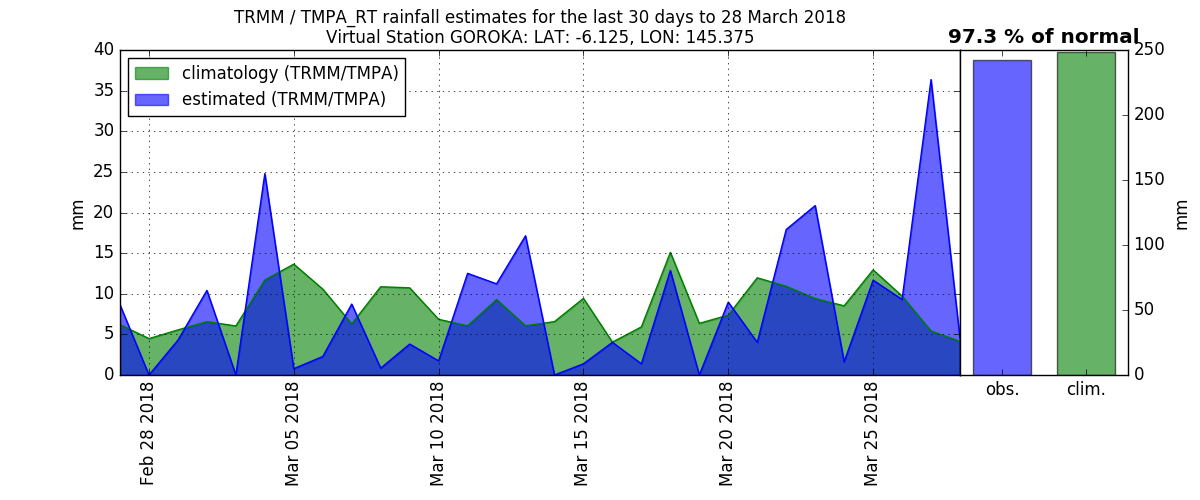 TRMM / TMPA_RT rainfall estimates for the last 30 days to 28 March 2018
Virtual Station GOROKA: LAT: -6.125, LON: 145.375
97.3 % of normal
climatology (TRMM/TMPA)
estimated (TRMM/TMPA)
40
35
30
25
20
15
10
5
0
mm
Feb 28 2018
Mar 05 2018
Mar 10 2018
Mar 15 2018
Mar 20 2018
Mar 25 2018
obs.
clim.
250
200
150
100
50
0
mm